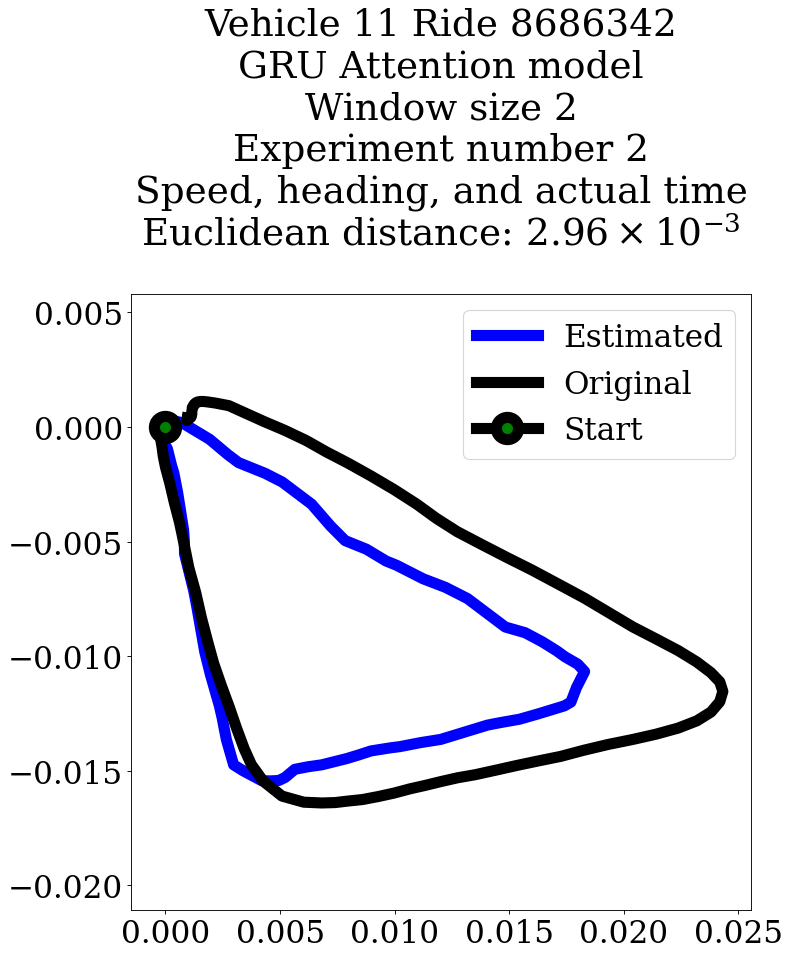 Vehicle 11 Ride 8686342
GRU Attention model
Window size 2
Experiment number 2
Speed, heading, and actual time
Euclidean distance: 2.96 × 10⁻³
Estimated
Original
Start
0.005
0.000
−0.005
−0.010
−0.015
−0.020
0.000 0.005 0.010 0.015 0.020 0.025